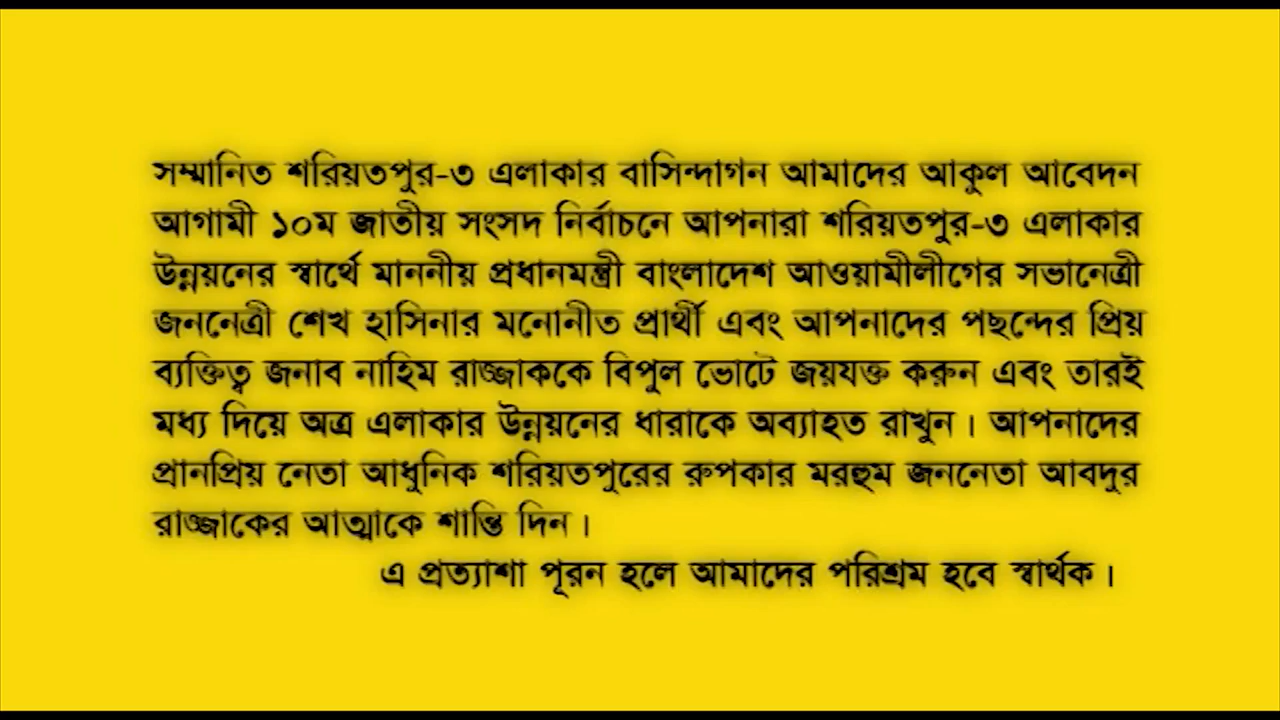 সম্মানিত শরিয়তপুর-৩ এলাকার বাসিন্দাগন আমাদের আকুল আবেদন
আগামী ১০ম জাতীয় সংসদ নির্বাচনে আপনারা শরিয়তপুর-৩ এলাকার
উন্নয়নের স্বার্থে মাননীয় প্রধানমন্ত্রী বাংলাদেশ আওয়ামীলীগের সভানেত্রী
জননেত্রী শেখ হাসিনার মনোনীত প্রার্থী এবং আপনাদের পছন্দের প্রিয়
ব্যক্তিত্ব জনাব নাহিম রাজ্জাককে বিপুল ভোটে জয়যক্ত করুন এবং তারই
মধ্য দিয়ে অত্র এলাকার উন্নয়নের ধারাকে অব্যাহত রাখুন। আপনাদের
প্রানপ্রিয় নেতা আধুনিক শরিয়তপুরের রুপকার মরহুম জননেতা আবদুর
রাজ্জাকের আত্মাকে শান্তি দিন।
এ প্রত্যাশা পূরন হলে আমাদের পরিশ্রম হবে স্বার্থক।